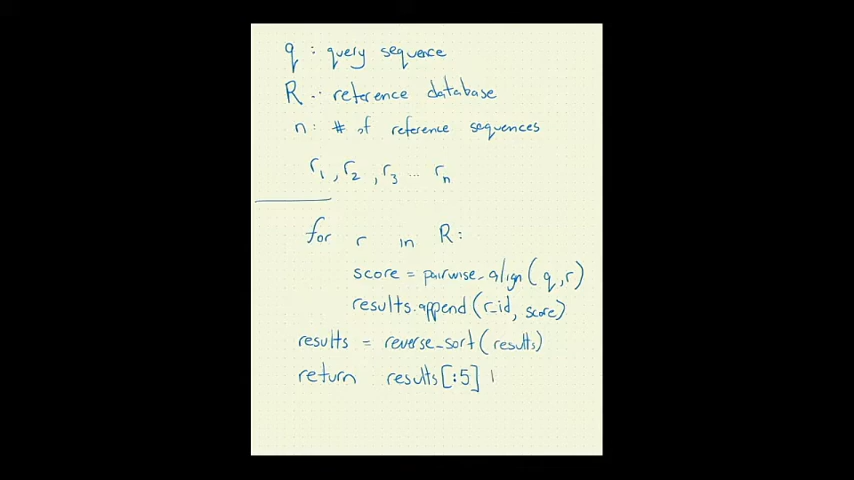 q : query sequence
R : reference database
n : # of reference sequences
r1, r2, r3 ... rn
for r in R:
score = pairwise_align(q,r)
results.append(r_id, score)
results = reverse_sort(results)
return results[:5]